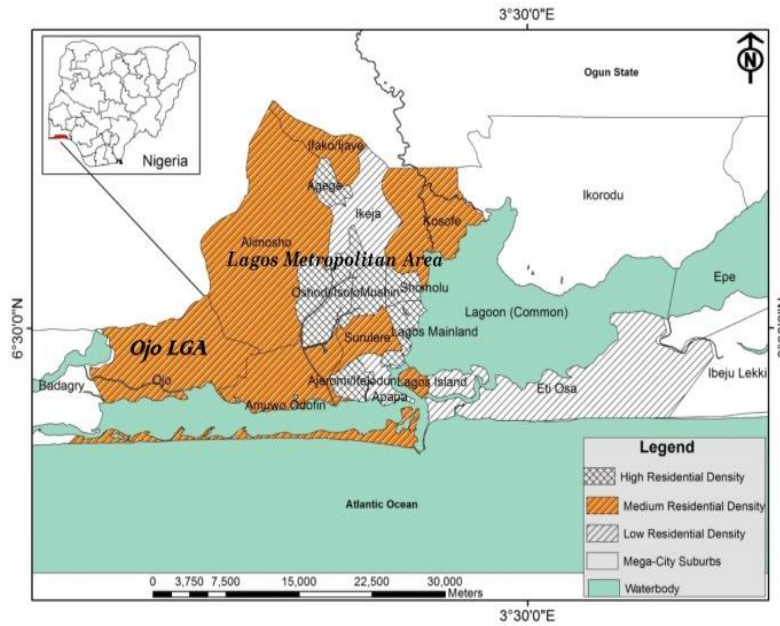 3°30'0"E
N
Ogun State
Nigeria
Ifako/Ijaye
Agege
Ikeja
Kosofe
Ikorodu
Alimosho
Lagos Metropolitan Area
Epe
Oshodi/Isolo
Mushin
Shomolu
Lagoon (Common)
6°30'0"N
Surulere
Lagos Mainland
Ojo LGA
Badagry
Ojo
Ajeromi/Ifelodun
Lagos Island
Eti Osa
Ibeju Lekki
Apapa
Amuwo Odofin
Legend
High Residential Density
Medium Residential Density
Low Residential Density
Mega-City Suburbs
Waterbody
Atlantic Ocean
0 3,750 7,500 15,000 22,500 30,000
Meters
3°30'0"E